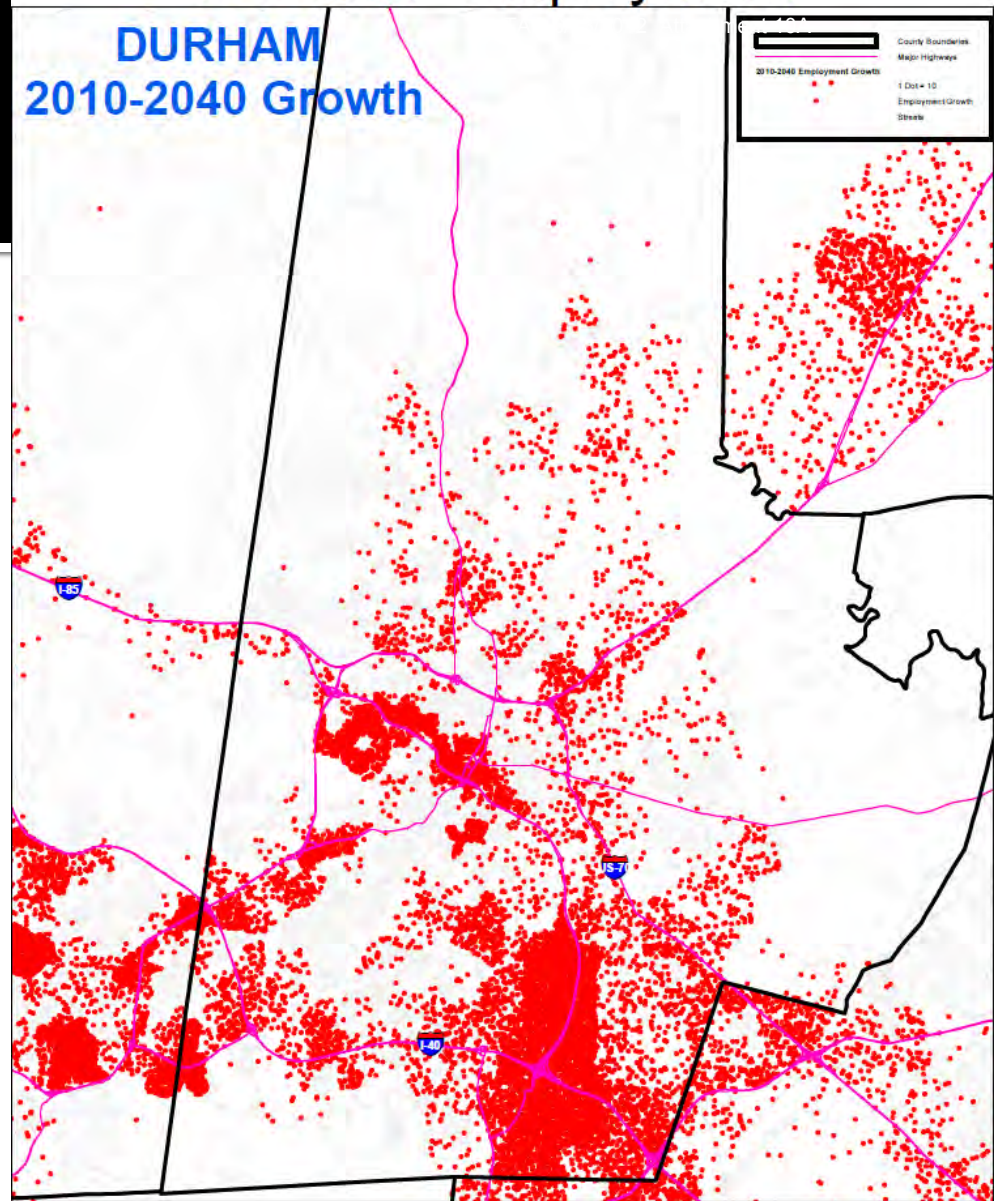 DURHAM
2010-2040 Growth
County Bounderies
Major Highways
2010-2040 Employment Growth
1 Dot = 10
Employment Growth
Streets
I-85
US-70
I-40